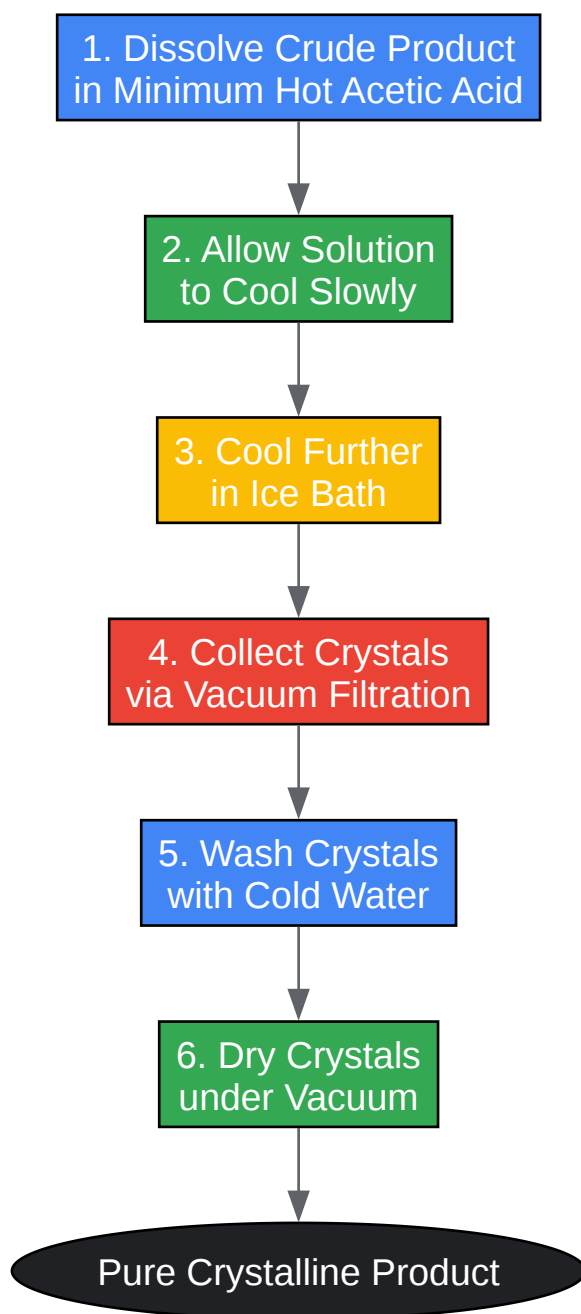 1. Dissolve Crude Product
in Minimum Hot Acetic Acid
2. Allow Solution
to Cool Slowly
3. Cool Further
in Ice Bath
4. Collect Crystals
via Vacuum Filtration
5. Wash Crystals
with Cold Water
6. Dry Crystals
under Vacuum
Pure Crystalline Product